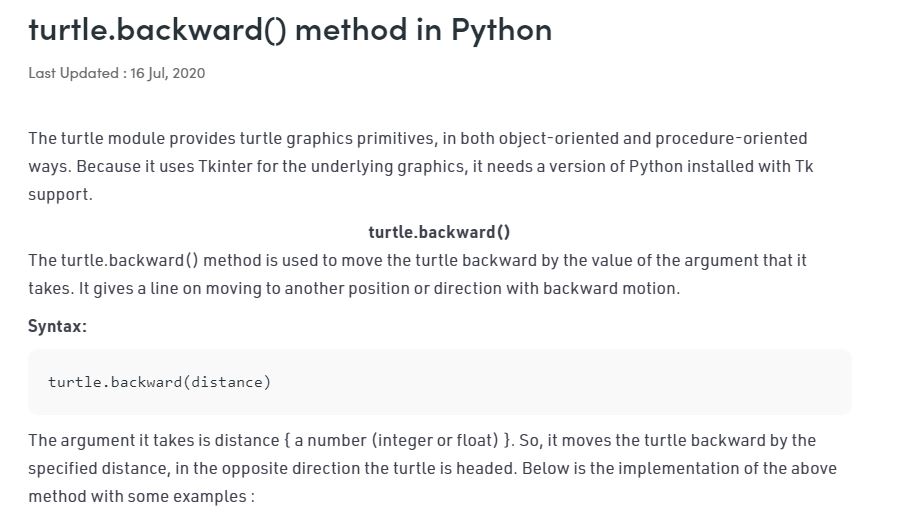 turtle.backward() method in Python
Last Updated : 16 Jul, 2020
The turtle module provides turtle graphics primitives, in both object-oriented and procedure-oriented
ways. Because it uses Tkinter for the underlying graphics, it needs a version of Python installed with Tk
support.
turtle.backward()
The turtle.backward() method is used to move the turtle backward by the value of the argument that it
takes. It gives a line on moving to another position or direction with backward motion.
Syntax:
turtle.backward(distance)
The argument it takes is distance { a number (integer or float) }. So, it moves the turtle backward by the
specified distance, in the opposite direction the turtle is headed. Below is the implementation of the above
method with some examples :